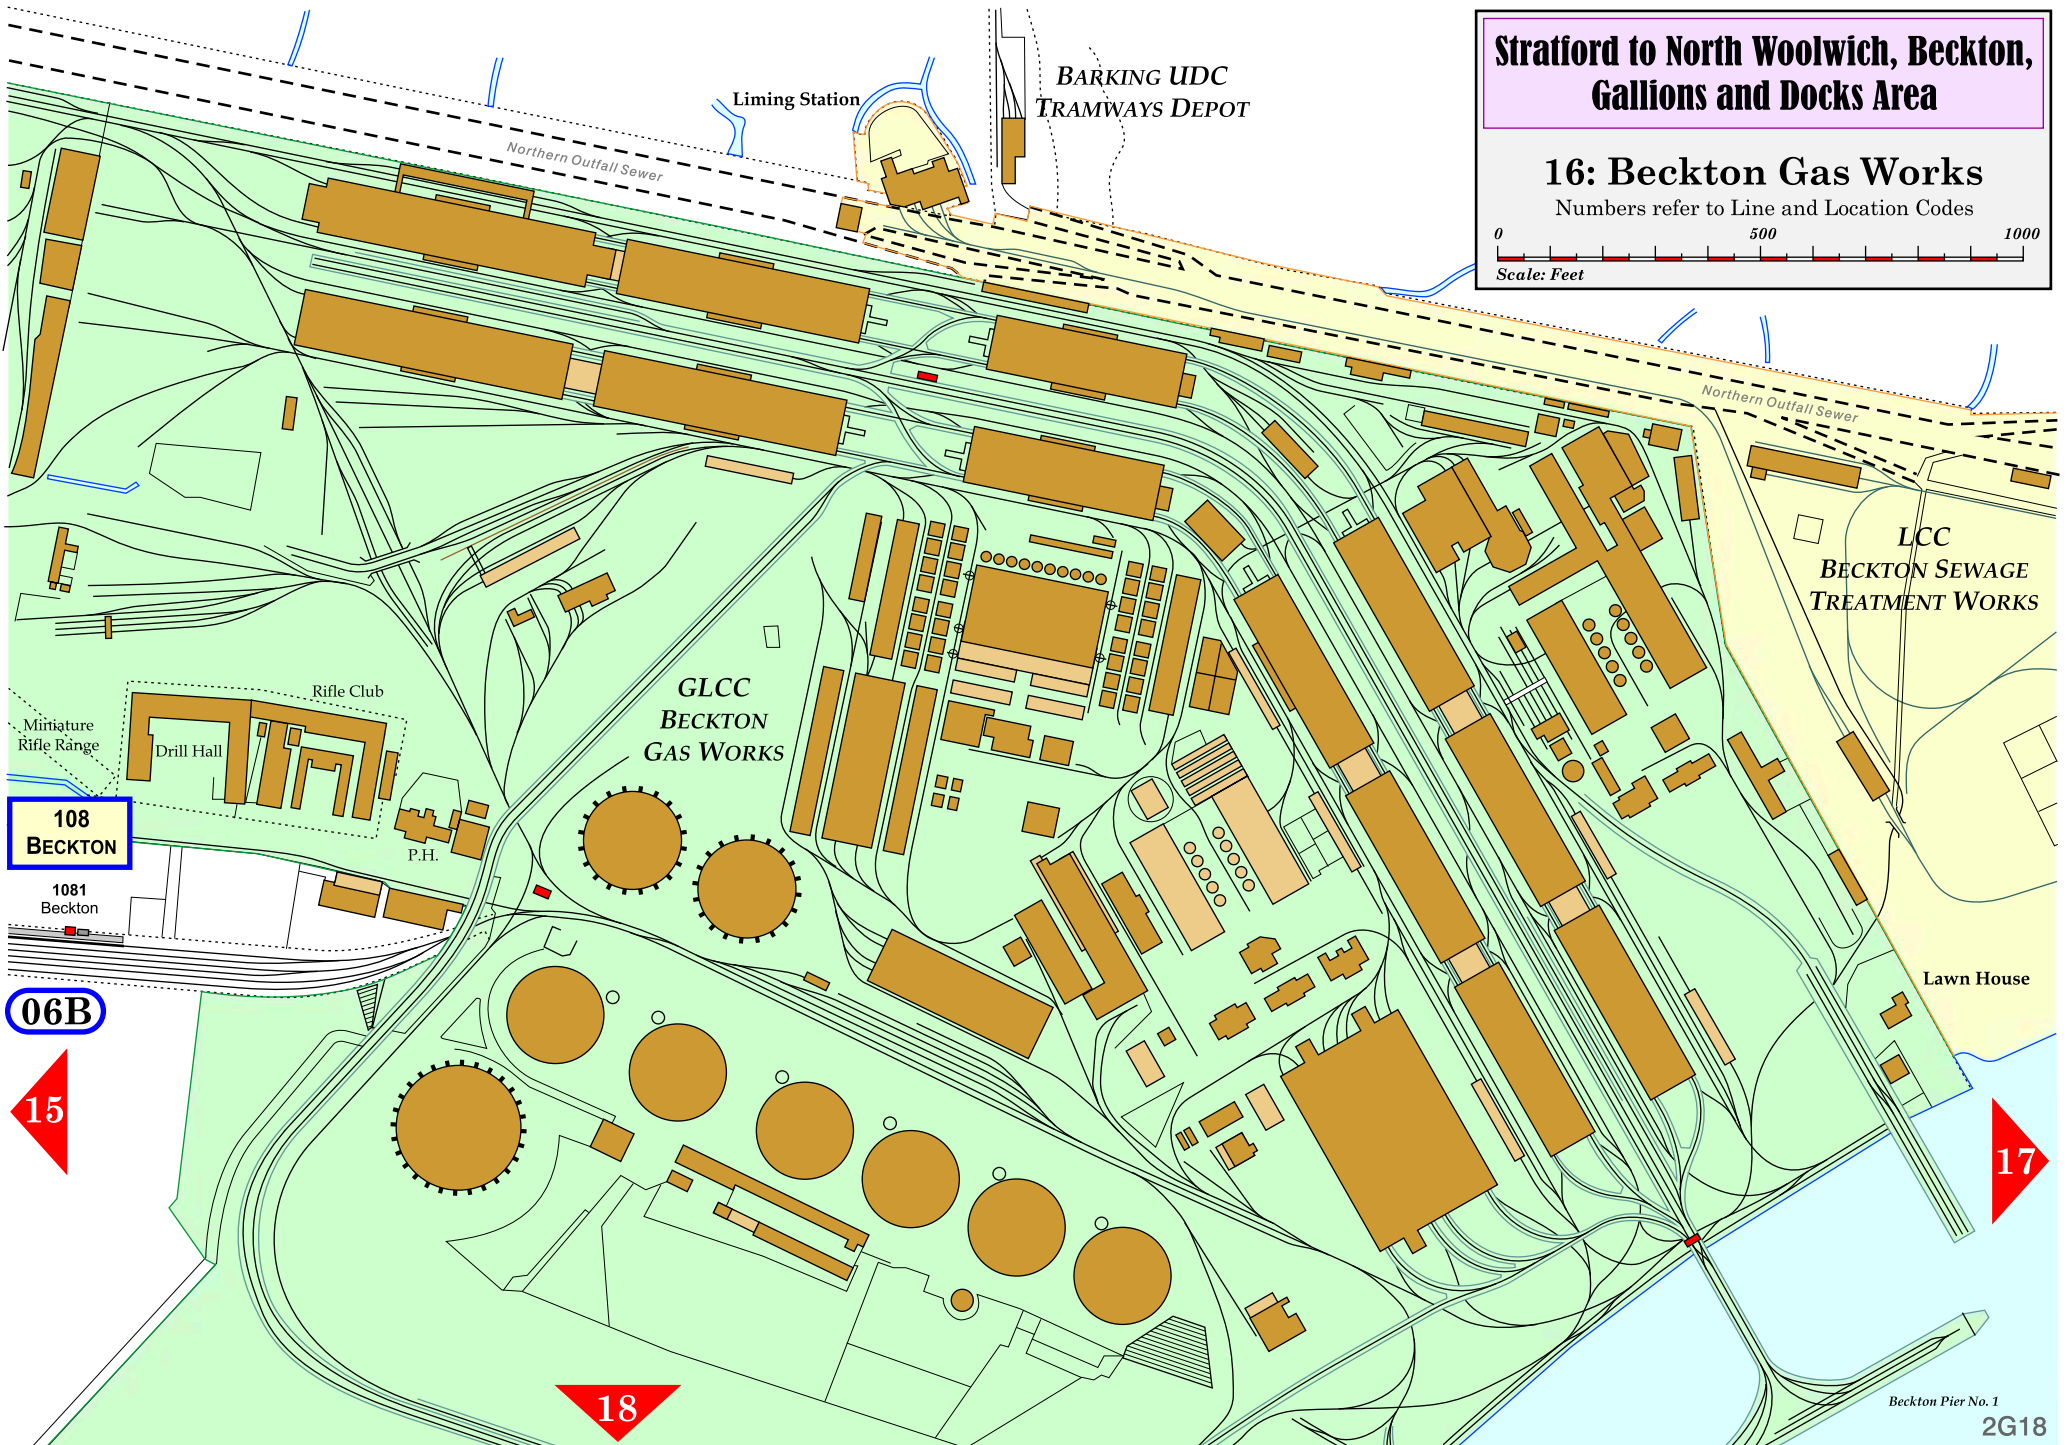 Stratford to North Woolwich, Beckton,
Gallions and Docks Area
16: Beckton Gas Works
Numbers refer to Line and Location Codes
0 500 1000
Scale: Feet
Liming Station
BARKING UDC
TRAMWAYS DEPOT
Northern Outfall Sewer
Northern Outfall Sewer
LCC
BECKTON SEWAGE
TREATMENT WORKS
GLCC
BECKTON
GAS WORKS
Rifle Club
Miniature
Rifle Range
Drill Hall
P.H.
108
BECKTON
1081
Beckton
06B
15
Lawn House
17
18
Beckton Pier No. 1
2G18